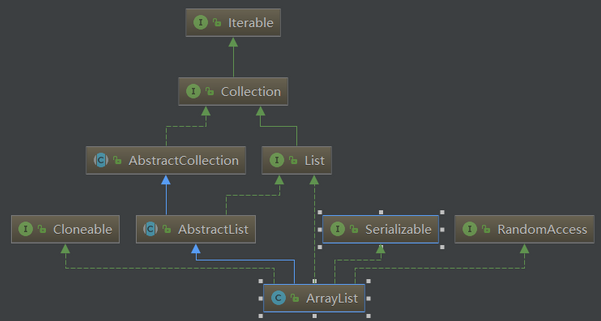 I Iterable
I Collection
C AbstractCollection
I List
I Cloneable
C AbstractList
I Serializable
I RandomAccess
C ArrayList